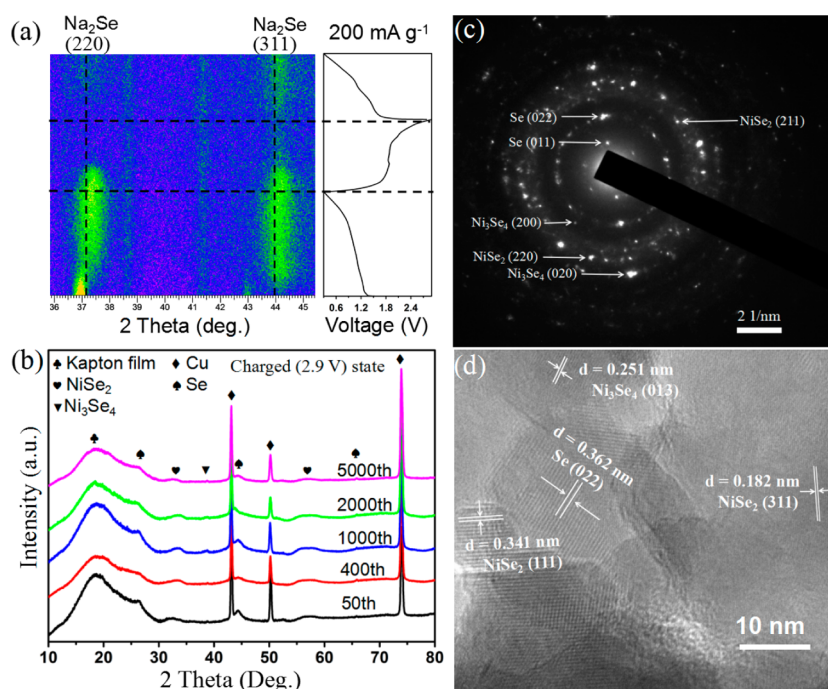 (a)
Na₂Se
(220)
Na₂Se
(311)
200 mA g⁻¹
36 37 38 39 40 41 42 43 44 45
2 Theta (deg.)
0.6 1.2 1.8 2.4
Voltage (V)
(b)
♣ Kapton film
♥ NiSe₂
▼ Ni₃Se₄
♦ Cu
♠ Se
Charged (2.9 V) state
5000th
2000th
1000th
400th
50th
Intensity (a.u.)
10 20 30 40 50 60 70 80
2 Theta (Deg.)
(c)
Se (022)
Se (011)
NiSe₂ (211)
Ni₃Se₄ (200)
NiSe₂ (220)
Ni₃Se₄ (020)
2 1/nm
(d)
d = 0.251 nm
Ni₃Se₄ (013)
d = 0.362 nm
Se (022)
d = 0.182 nm
NiSe₂ (311)
d = 0.341 nm
NiSe₂ (111)
10 nm